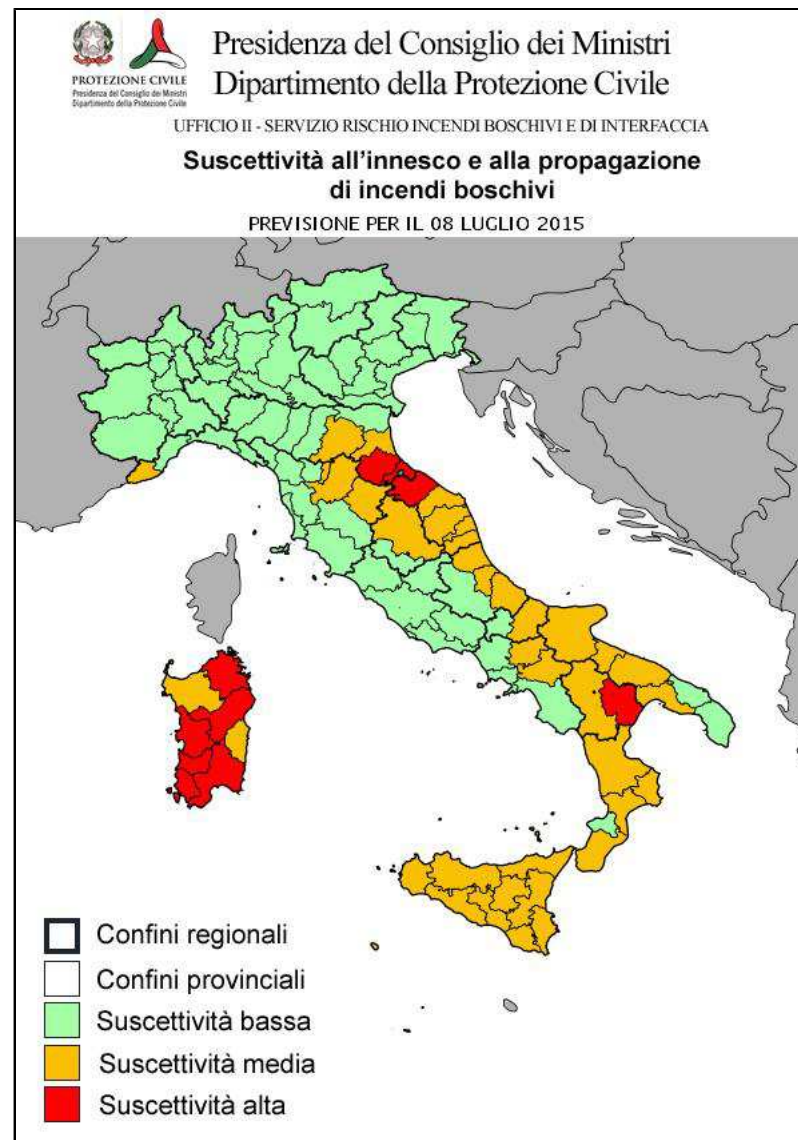 PROTEZIONE CIVILE
Presidenza del Consiglio dei Ministri
Dipartimento della Protezione Civile
Presidenza del Consiglio dei Ministri
Dipartimento della Protezione Civile
UFFICIO II - SERVIZIO RISCHIO INCENDI BOSCHIVI E DI INTERFACCIA
Suscettività all'innesco e alla propagazione
di incendi boschivi
PREVISIONE PER IL 08 LUGLIO 2015
Confini regionali
Confini provinciali
Suscettività bassa
Suscettività media
Suscettività alta